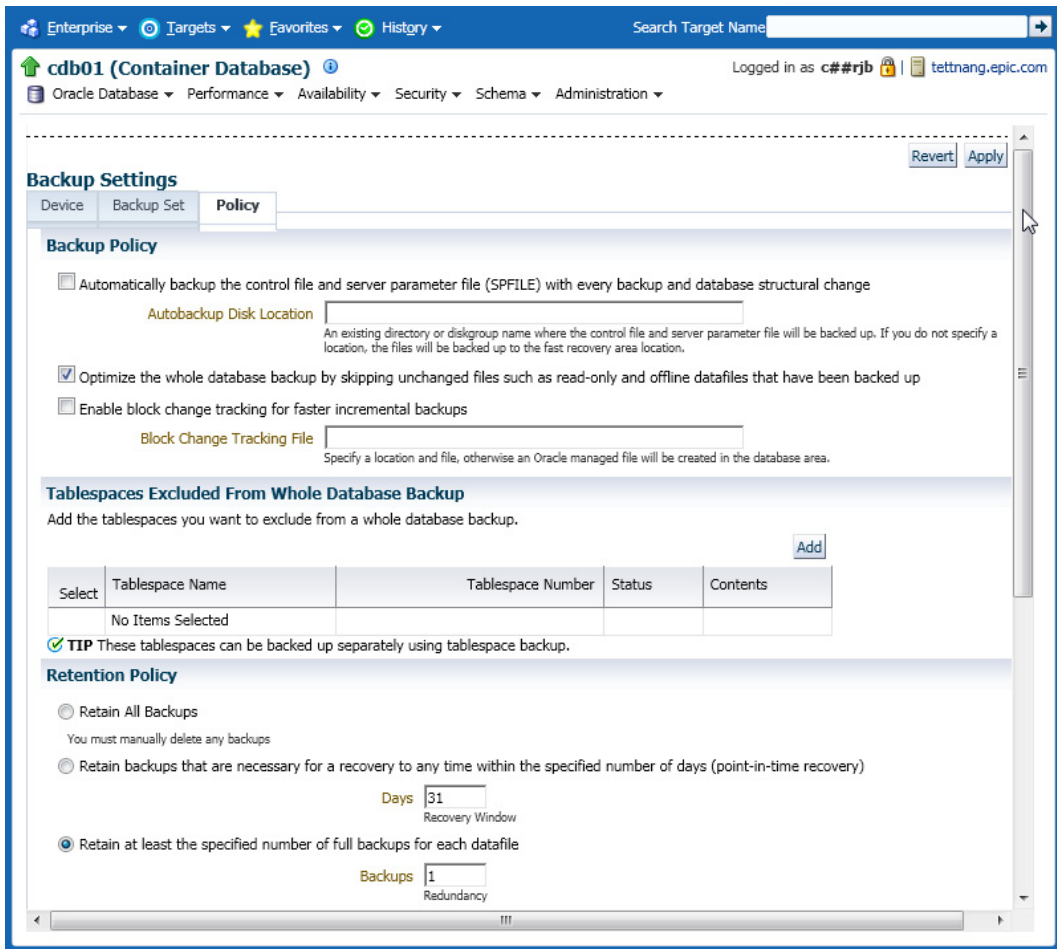 Enterprise Targets Favorites History Search Target Name
cdb01 (Container Database) Logged in as c##rjb | tettnang.epic.com
Oracle Database Performance Availability Security Schema Administration
Revert Apply
Backup Settings
Device Backup Set Policy
Backup Policy
Automatically backup the control file and server parameter file (SPFILE) with every backup and database structural change
Autobackup Disk Location
An existing directory or diskgroup name where the control file and server parameter file will be backed up. If you do not specify a
location, the files will be backed up to the fast recovery area location.
Optimize the whole database backup by skipping unchanged files such as read-only and offline datafiles that have been backed up
Enable block change tracking for faster incremental backups
Block Change Tracking File
Specify a location and file, otherwise an Oracle managed file will be created in the database area.
Tablespaces Excluded From Whole Database Backup
Add the tablespaces you want to exclude from a whole database backup.
Add
Select Tablespace Name Tablespace Number Status Contents
No Items Selected
TIP These tablespaces can be backed up separately using tablespace backup.
Retention Policy
Retain All Backups
You must manually delete any backups
Retain backups that are necessary for a recovery to any time within the specified number of days (point-in-time recovery)
Days 31
Recovery Window
Retain at least the specified number of full backups for each datafile
Backups 1
Redundancy